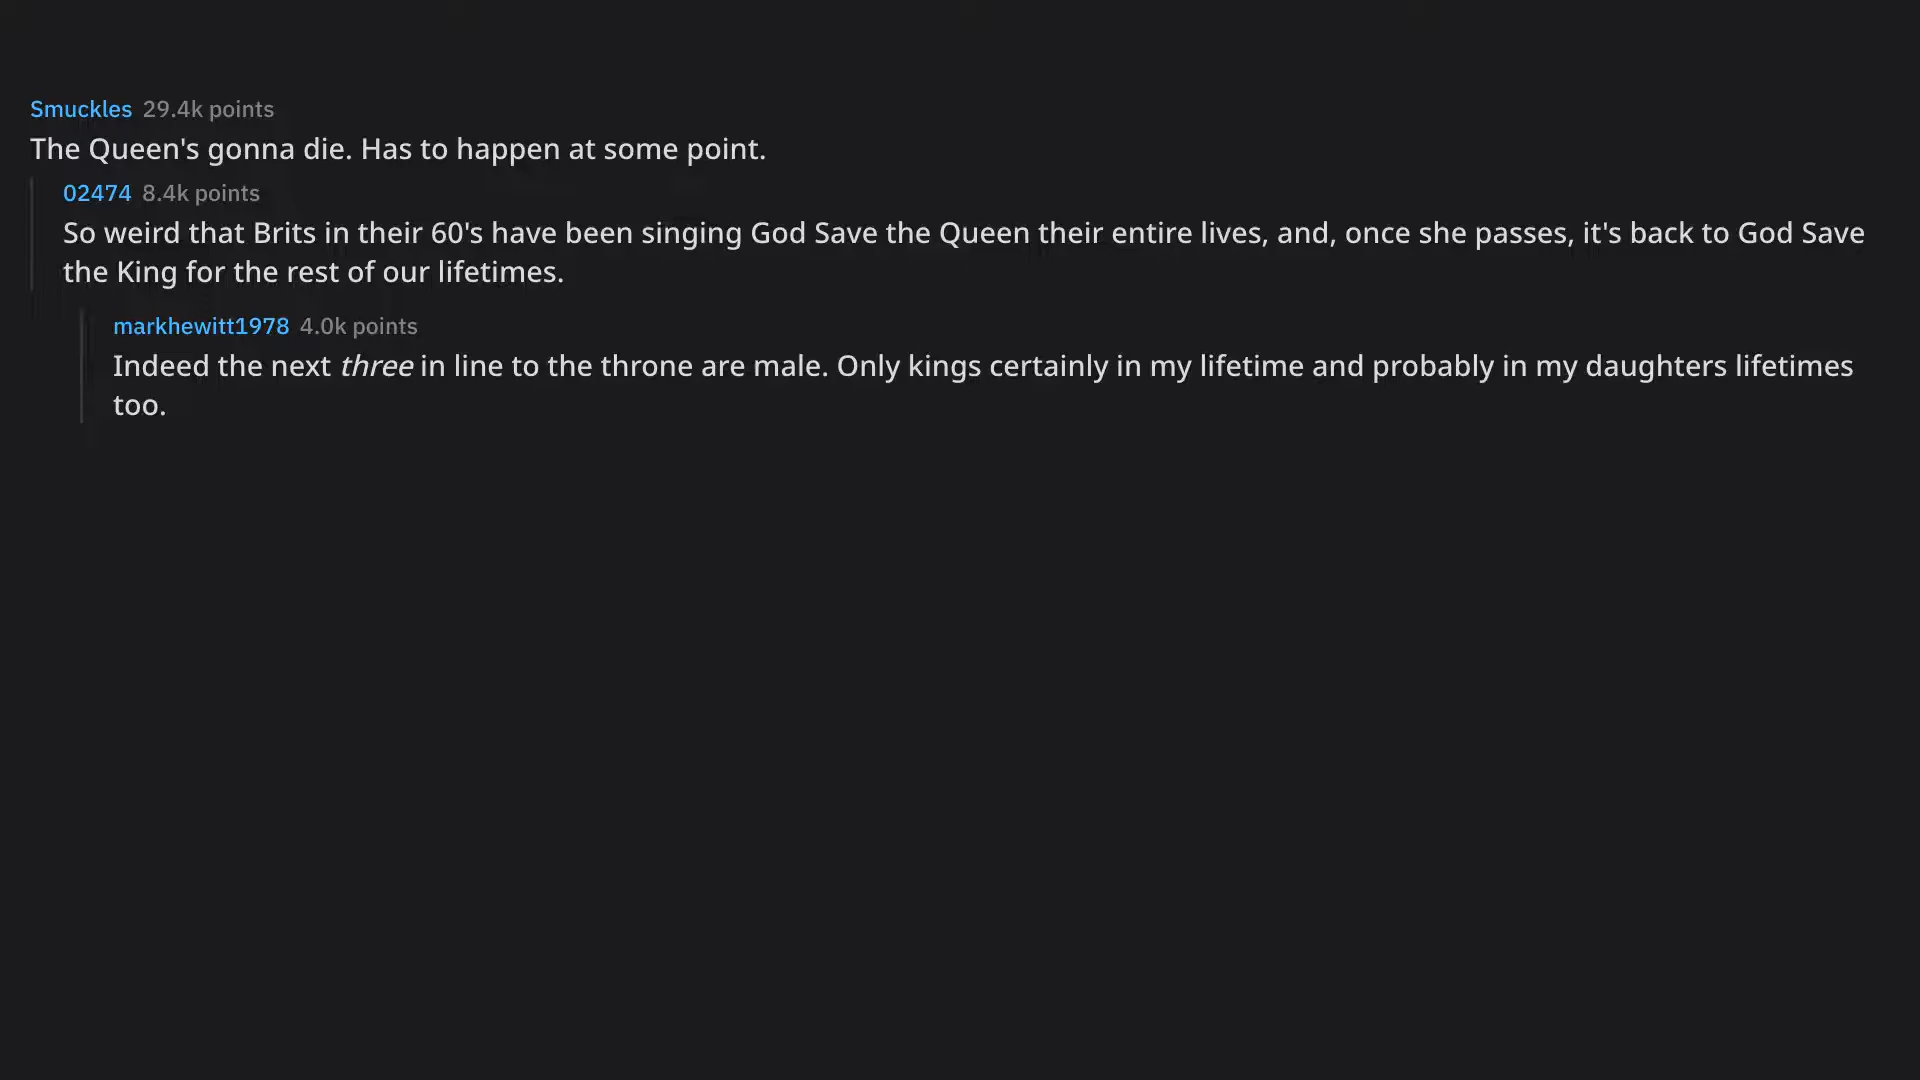 Smuckles 29.4k points
The Queen's gonna die. Has to happen at some point.
02474 8.4k points
So weird that Brits in their 60's have been singing God Save the Queen their entire lives, and, once she passes, it's back to God Save
the King for the rest of our lifetimes.
markhewitt1978 4.0k points
Indeed the next three in line to the throne are male. Only kings certainly in my lifetime and probably in my daughters lifetimes
too.